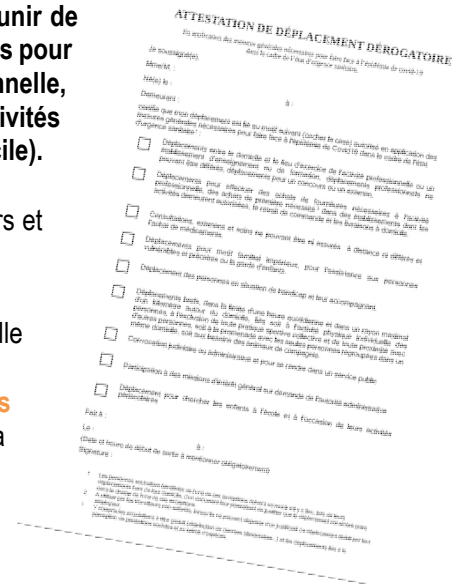 unir de
s pour
nnelle,
ivités
cile).
rs et
lle
s
a
ATTESTATION DE DÉPLACEMENT DÉROGATOIRE
En application des mesures générales nécessaires pour faire face à l'épidémie de covid-19
dans le cadre de l'état d'urgence sanitaire
Je soussigné(e),
Mme/M. :
Né(e) le :
Demeurant :
à :
certifie que mon déplacement est lié au motif suivant (cocher la case) autorisé en application des
mesures générales nécessaires pour faire face à l'épidémie de Covid19 dans le cadre de l'état
d'urgence sanitaire :
Déplacements entre le domicile et le lieu d'exercice de l'activité professionnelle ou un
établissement d'enseignement ou de formation, déplacements professionnels ne
pouvant être différés, déplacements pour un concours ou un examen.
Déplacements pour effectuer des achats de fournitures nécessaires à l'activité
professionnelle, des achats de première nécessité dans des établissements dont les
activités demeurent autorisées, le retrait de commande et les livraisons à domicile.
Consultations, examens et soins ne pouvant être ni assurés à distance ni différés et
l'achat de médicaments.
Déplacements pour motif familial impérieux, pour l'assistance aux personnes
vulnérables et précaires ou la garde d'enfants.
Déplacement des personnes en situation de handicap et leur accompagnant.
Déplacements brefs, dans la limite d'une heure quotidienne et dans un rayon maximal
d'un kilomètre autour du domicile, liés soit à l'activité physique individuelle des
personnes, à l'exclusion de toute pratique sportive collective et de toute proximité avec
d'autres personnes, soit à la promenade avec les seules personnes regroupées dans un
même domicile, soit aux besoins des animaux de compagnie.
Convocation judiciaire ou administrative et pour se rendre dans un service public
Participation à des missions d'intérêt général sur demande de l'autorité administrative
Déplacement pour chercher les enfants à l'école et à l'occasion de leurs activités
périscolaires
Fait à :
Le :
à :
(Date et heure de début de sortie à mentionner obligatoirement)
Signature :